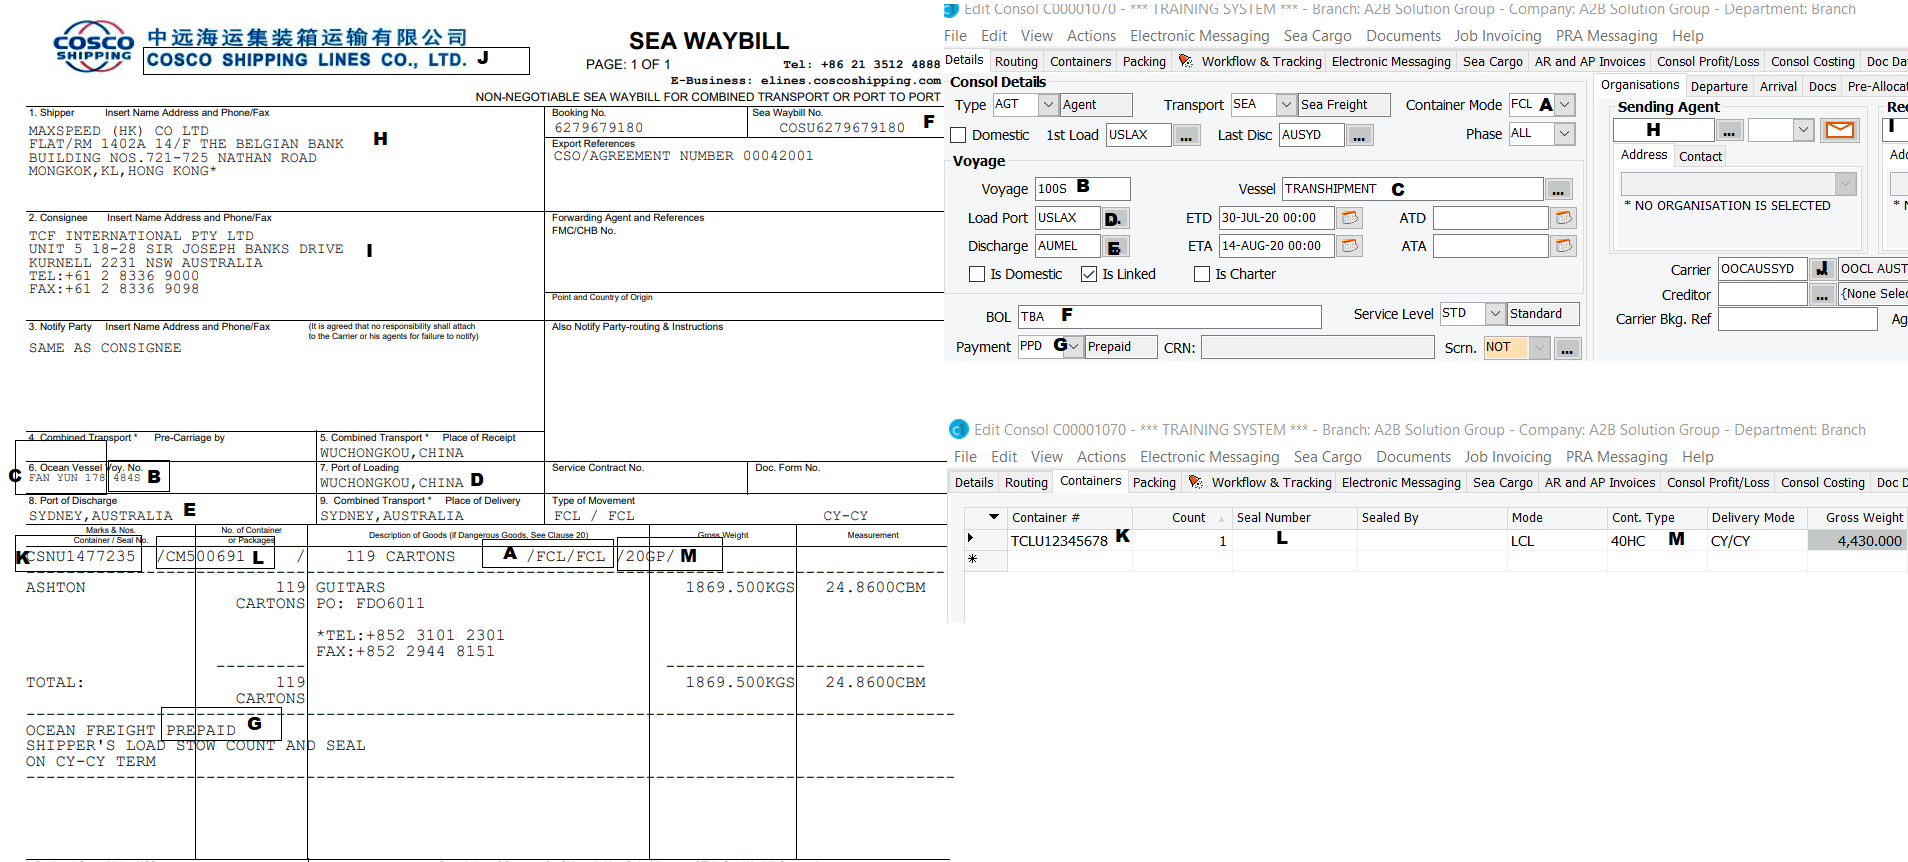 COSCO
SHIPPING
中远海运集装箱运输有限公司
COSCO SHIPPING LINES CO., LTD. J
SEA WAYBILL
PAGE: 1 OF 1
Tel: +86 21 3512 4888
E-Business: elines.coscoshipping.com
NON-NEGOTIABLE SEA WAYBILL FOR COMBINED TRANSPORT OR PORT TO PORT
1. Shipper Insert Name Address and Phone/Fax
MAXSPEED (HK) CO LTD
FLAT/RM 1402A 14/F THE BELGIAN BANK H
BUILDING NOS.721-725 NATHAN ROAD
MONGKOK,KL,HONG KONG*
Booking No.
6279679180
Sea Waybill No.
COSU6279679180 F
Export References
CSO/AGREEMENT NUMBER 00042001
2. Consignee Insert Name Address and Phone/Fax
TCF INTERNATIONAL PTY LTD
UNIT 5 18-28 SIR JOSEPH BANKS DRIVE I
KURNELL 2231 NSW AUSTRALIA
TEL:+61 2 8336 9000
FAX:+61 2 8336 9098
Forwarding Agent and References
FMC/CHB No.
Point and Country of Origin
3. Notify Party Insert Name Address and Phone/Fax
(It is agreed that no responsibility shall attach
to the Carrier or his agents for failure to notify)
SAME AS CONSIGNEE
Also Notify Party-routing & Instructions
4. Combined Transport * Pre-Carriage by
5. Combined Transport * Place of Receipt
WUCHONGKOU,CHINA
C
6. Ocean Vessel Voy. No.
FAN YUN 178 484S B
7. Port of Loading
WUCHONGKOU,CHINA D
Service Contract No.
Doc. Form No.
8. Port of Discharge
SYDNEY,AUSTRALIA E
9. Combined Transport * Place of Delivery
SYDNEY,AUSTRALIA
Type of Movement
FCL / FCL CY-CY
Marks & Nos.
Container / Seal No.
No. of Container
or Packages
Description of Goods (if Dangerous Goods, See Clause 20)
Gross Weight
Measurement
K CSNU1477235 /CM500691 L / 119 CARTONS A /FCL/FCL /20GP/ M
ASHTON 119 GUITARS 1869.500KGS 24.8600CBM
CARTONS PO: FDO6011
*TEL:+852 3101 2301
FAX:+852 2944 8151
TOTAL: 119 1869.500KGS 24.8600CBM
CARTONS
OCEAN FREIGHT PREPAID G
SHIPPER'S LOAD STOW COUNT AND SEAL
ON CY-CY TERM
Edit Consol C00001070 - *** TRAINING SYSTEM *** - Branch: A2B Solution Group - Company: A2B Solution Group - Department: Branch
File Edit View Actions Electronic Messaging Sea Cargo Documents Job Invoicing PRA Messaging Help
Details Routing Containers Packing Workflow & Tracking Electronic Messaging Sea Cargo AR and AP Invoices Consol Profit/Loss Consol Costing Doc Da
Consol Details
Type AGT Agent Transport SEA Sea Freight Container Mode FCL A
Domestic 1st Load USLAX ... Last Disc AUSYD ... Phase ALL
Voyage
Voyage 100S B Vessel TRANSHIPMENT C ...
Load Port USLAX D. ETD 30-JUL-20 00:00 ATD
Discharge AUMEL E ETA 14-AUG-20 00:00 ATA
Is Domestic Is Linked Is Charter
BOL TBA F Service Level STD Standard
Payment PPD G Prepaid CRN: Scrn. NOT ...
Organisations Departure Arrival Docs Pre-Allocat
Sending Agent Re
H ... I
Address Contact Adc
* NO ORGANISATION IS SELECTED * N
Carrier OOCAUSSYD J OOCL AUST
Creditor ... {None Selec
Carrier Bkg. Ref Ag
Edit Consol C00001070 - *** TRAINING SYSTEM *** - Branch: A2B Solution Group - Company: A2B Solution Group - Department: Branch
File Edit View Actions Electronic Messaging Sea Cargo Documents Job Invoicing PRA Messaging Help
Details Routing Containers Packing Workflow & Tracking Electronic Messaging Sea Cargo AR and AP Invoices Consol Profit/Loss Consol Costing Doc D
Container # Count Seal Number Sealed By Mode Cont. Type Delivery Mode Gross Weight
TCLU12345678 K 1 L LCL 40HC M CY/CY 4,430.000